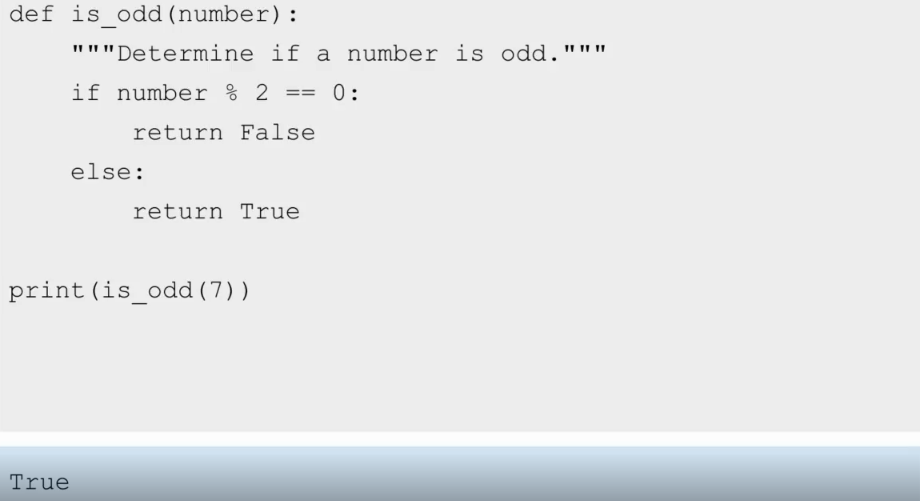 def is_odd(number):
    """Determine if a number is odd."""
    if number % 2 == 0:
        return False
    else:
        return True
print(is_odd(7))
True